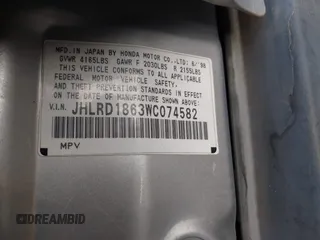 MFD.IN JAPAN BY HONDA MOTOR CO.,LTD: 6/'98
GVWR 4165LBS GAWR F 2030LBS R 2155LBS
THIS VEHICLE CONFORMS TO ALL APPLICABLE
FEDERAL MOTOR VEHICLE SAFETY,
AND THEFT PREVENTION STANDARDS IN EFFECT
ON THE DATE OF MANUFACTURE SHOWN ABOVE.
V.I.N. JHLRD1863WC074582
MPV
DREAMBID